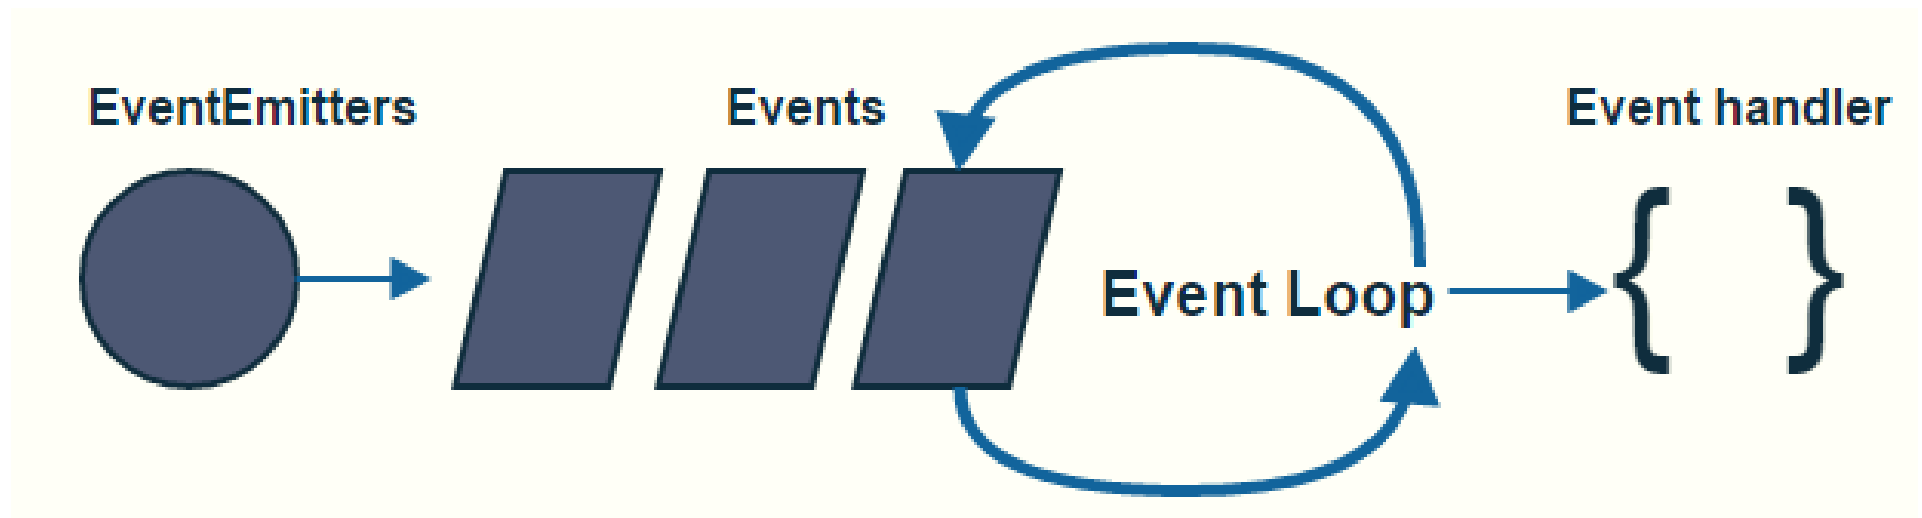 EventEmitters
Events
Event handler
Event Loop
{ }